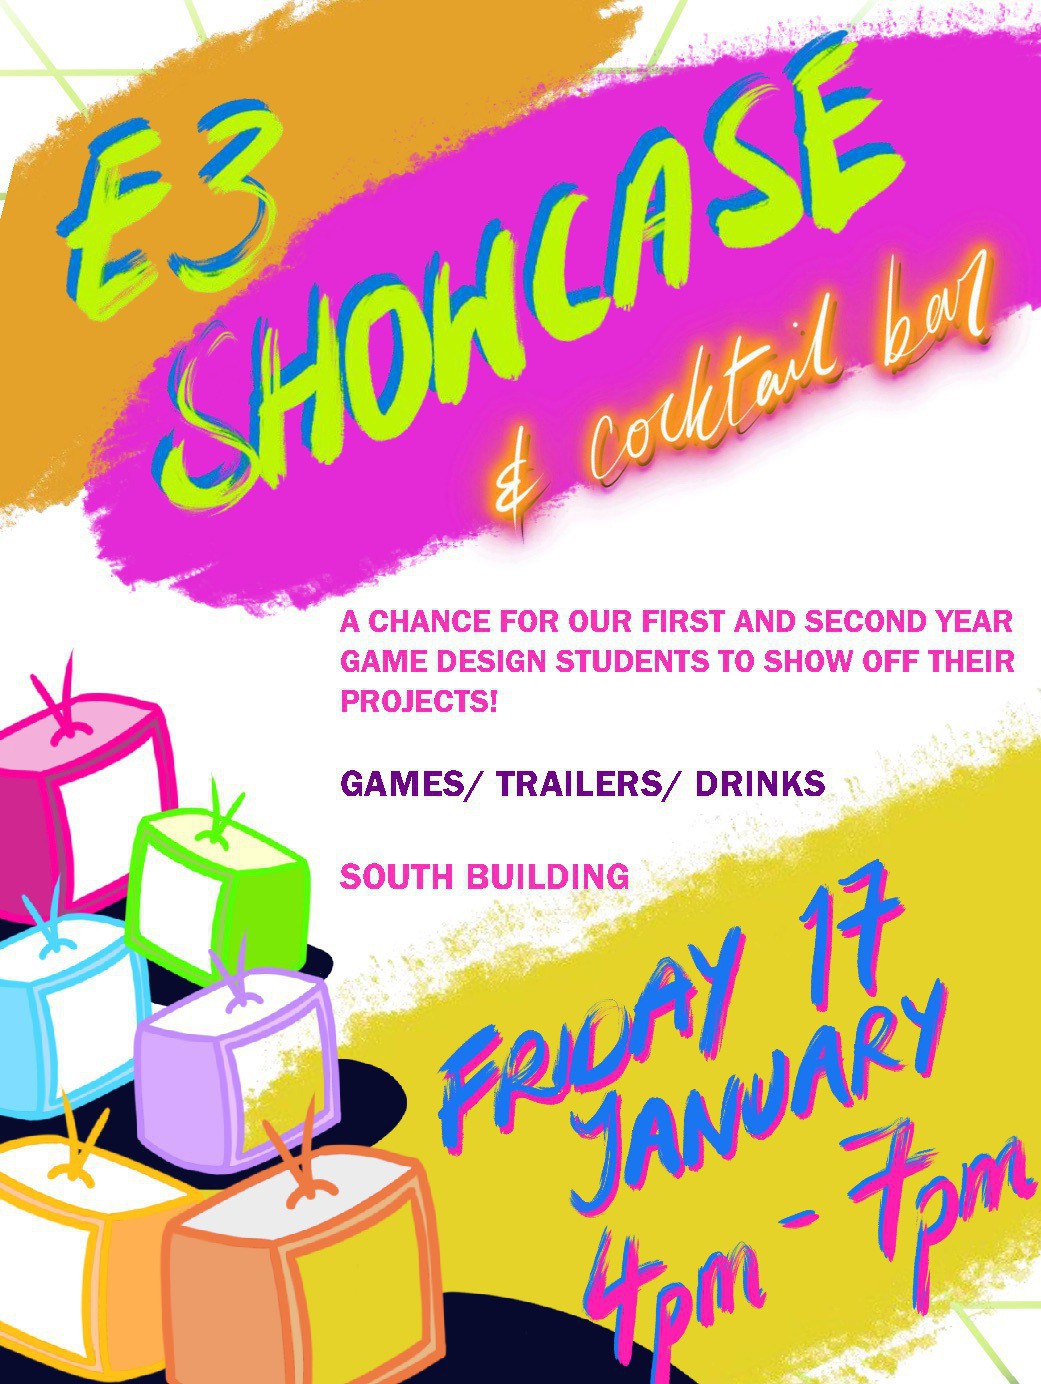 E3
SHOWCASE
& cocktail bar
A CHANCE FOR OUR FIRST AND SECOND YEAR
GAME DESIGN STUDENTS TO SHOW OFF THEIR
PROJECTS!
GAMES/ TRAILERS/ DRINKS
SOUTH BUILDING
FRIDAY 17
JANUARY
4pm - 7pm